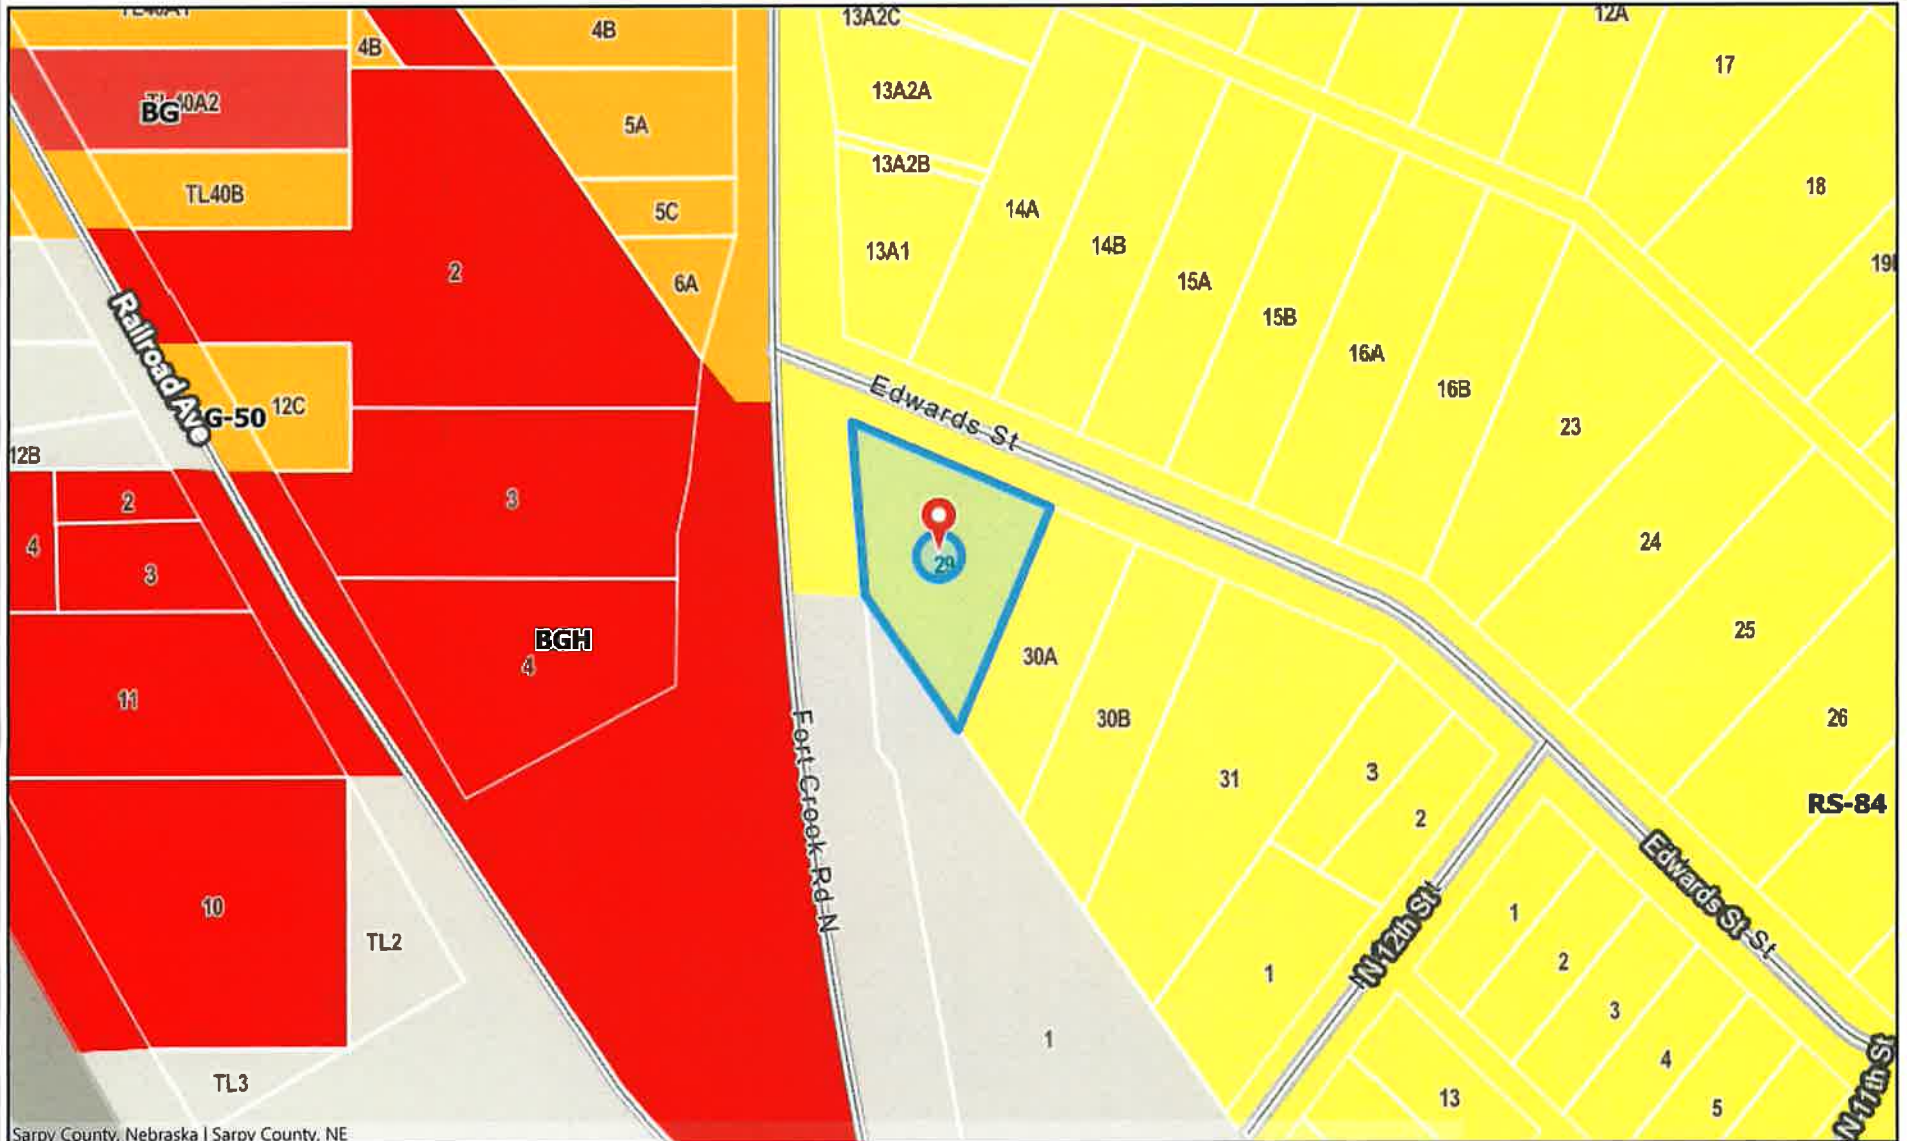 13A2C
12A
4B
4B
17
13A2A
BG
5A
13A2B
18
TL40B
5C
14A
14B
13A1
19
2
6A
15A
15B
Railroad Ave
16A
Edwards St
16B
G-50
12C
23
12B
2
3
4
3
29
24
25
BGH
4
30A
11
30B
26
Fort Crook Rd N
31
3
2
RS-84
Edwards St St
10
N 12th St
1
TL2
1
2
3
1
4
N 11th St
TL3
13
5
Sarpy County, Nebraska | Sarpy County, NE